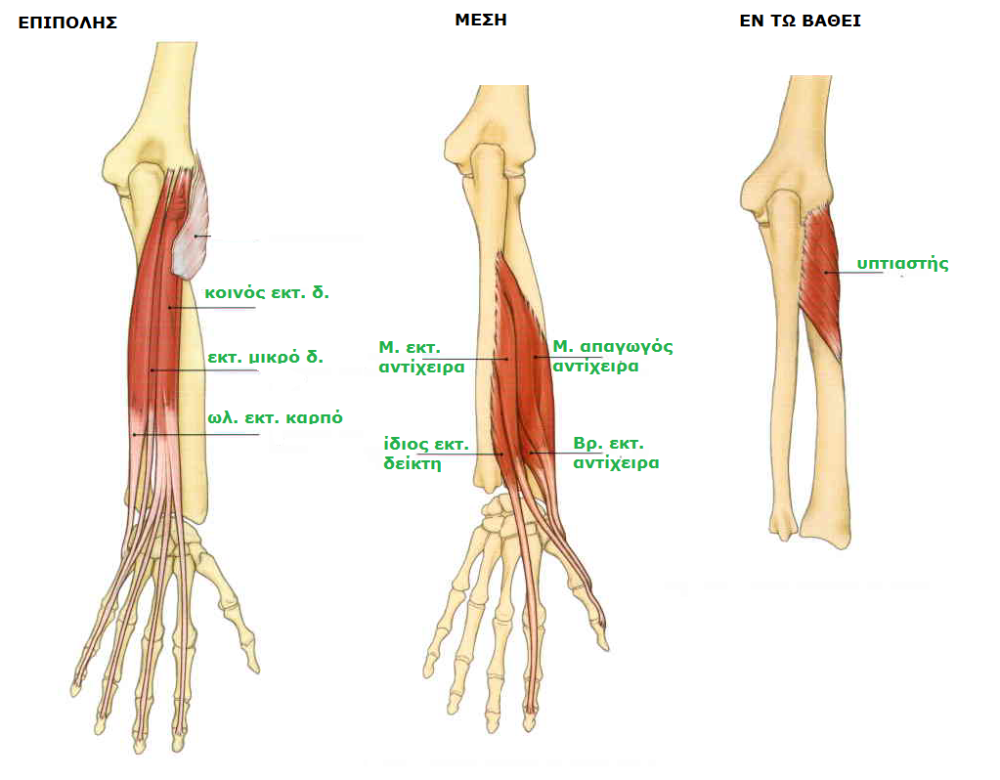 ΕΠΙΠΟΛΗΣ
ΜΕΣΗ
ΕΝ ΤΩ ΒΑΘΕΙ
κοινός εκτ. δ.
εκτ. μικρό δ.
ωλ. εκτ. καρπό
Μ. εκτ.
αντίχειρα
Μ. απαγωγός
αντίχειρα
ίδιος εκτ.
δείκτη
Βρ. εκτ.
αντίχειρα
υπτιαστής